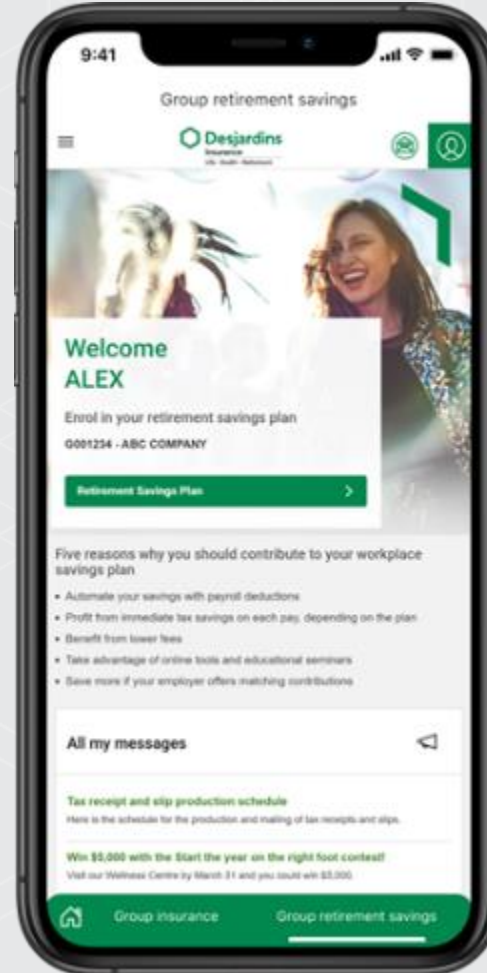 9:41
Group retirement savings
Desjardins
Insurance
Life · Health · Retirement
Welcome
ALEX
Enrol in your retirement savings plan
G001234 - ABC COMPANY
Retirement Savings Plan
Five reasons why you should contribute to your workplace
savings plan
• Automate your savings with payroll deductions
• Profit from immediate tax savings on each pay, depending on the plan
• Benefit from lower fees
• Take advantage of online tools and educational seminars
• Save more if your employer offers matching contributions
All my messages
Tax receipt and slip production schedule
Here is the schedule for the production and mailing of tax receipts and slips.
Win $5,000 with the Start the year on the right foot contest!
Visit our Wellness Centre by March 31 and you could win $5,000.
Group insurance
Group retirement savings